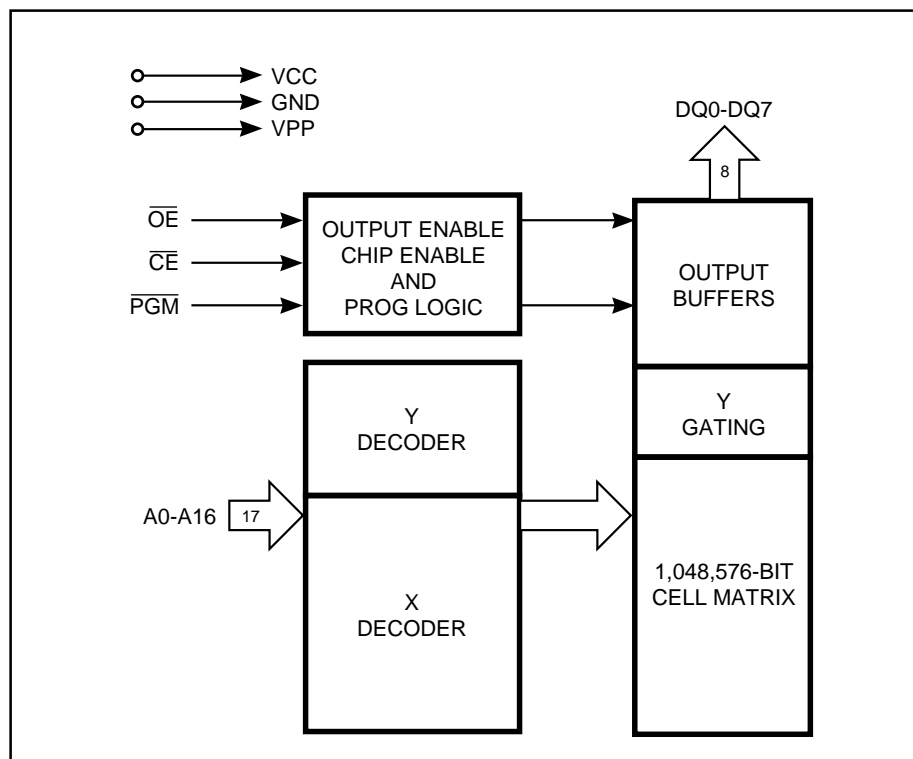 VCC
GND
VPP
DQ0-DQ7
8
OE
CE
PGM
OUTPUT ENABLE
CHIP ENABLE
AND
PROG LOGIC
OUTPUT
BUFFERS
Y
DECODER
Y
GATING
A0-A16
17
X
DECODER
1,048,576-BIT
CELL MATRIX